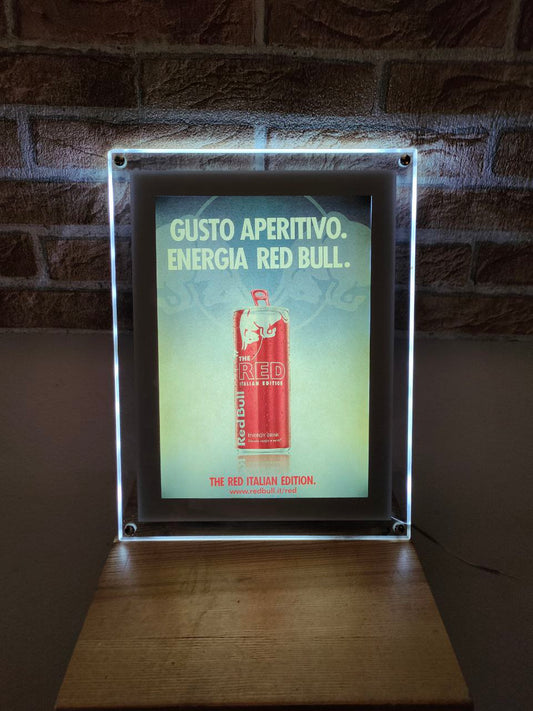 GUSTO APERITIVO.
ENERGIA RED BULL.
THE
RED
ITALIAN EDITION
Red Bull
ENERGY DRINK
THE RED ITALIAN EDITION.
www.redbull.it/red